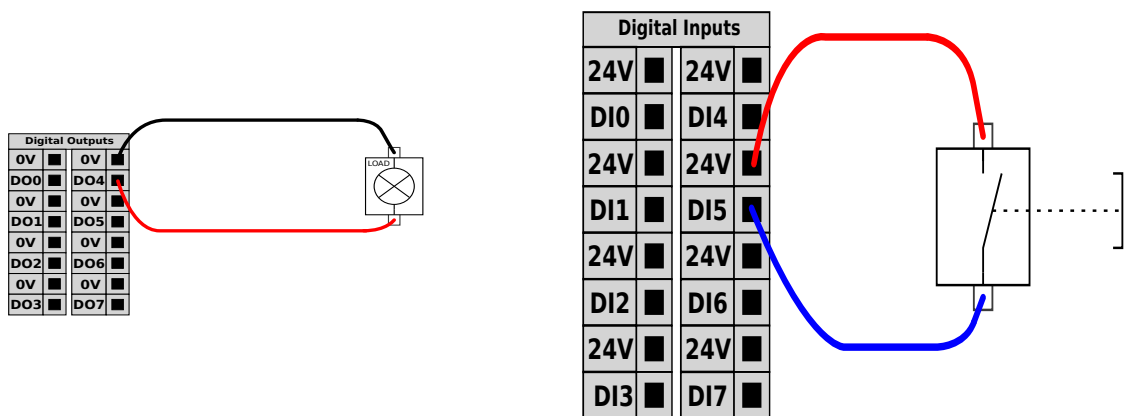 Digital Outputs
0V 0V
DO0 DO4
0V 0V
DO1 DO5
0V 0V
DO2 DO6
0V 0V
DO3 DO7
LOAD
Digital Inputs
24V 24V
DI0 DI4
24V 24V
DI1 DI5
24V 24V
DI2 DI6
24V 24V
DI3 DI7